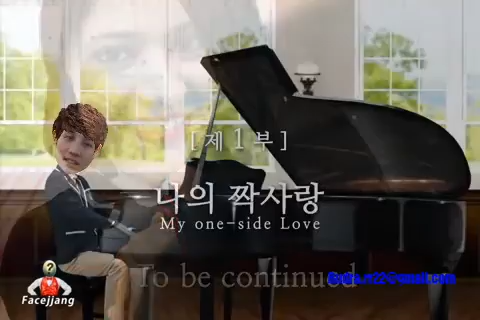 [제 1 부]
나의 짝사랑
My one-side Love
To be continued
?
Facejjang